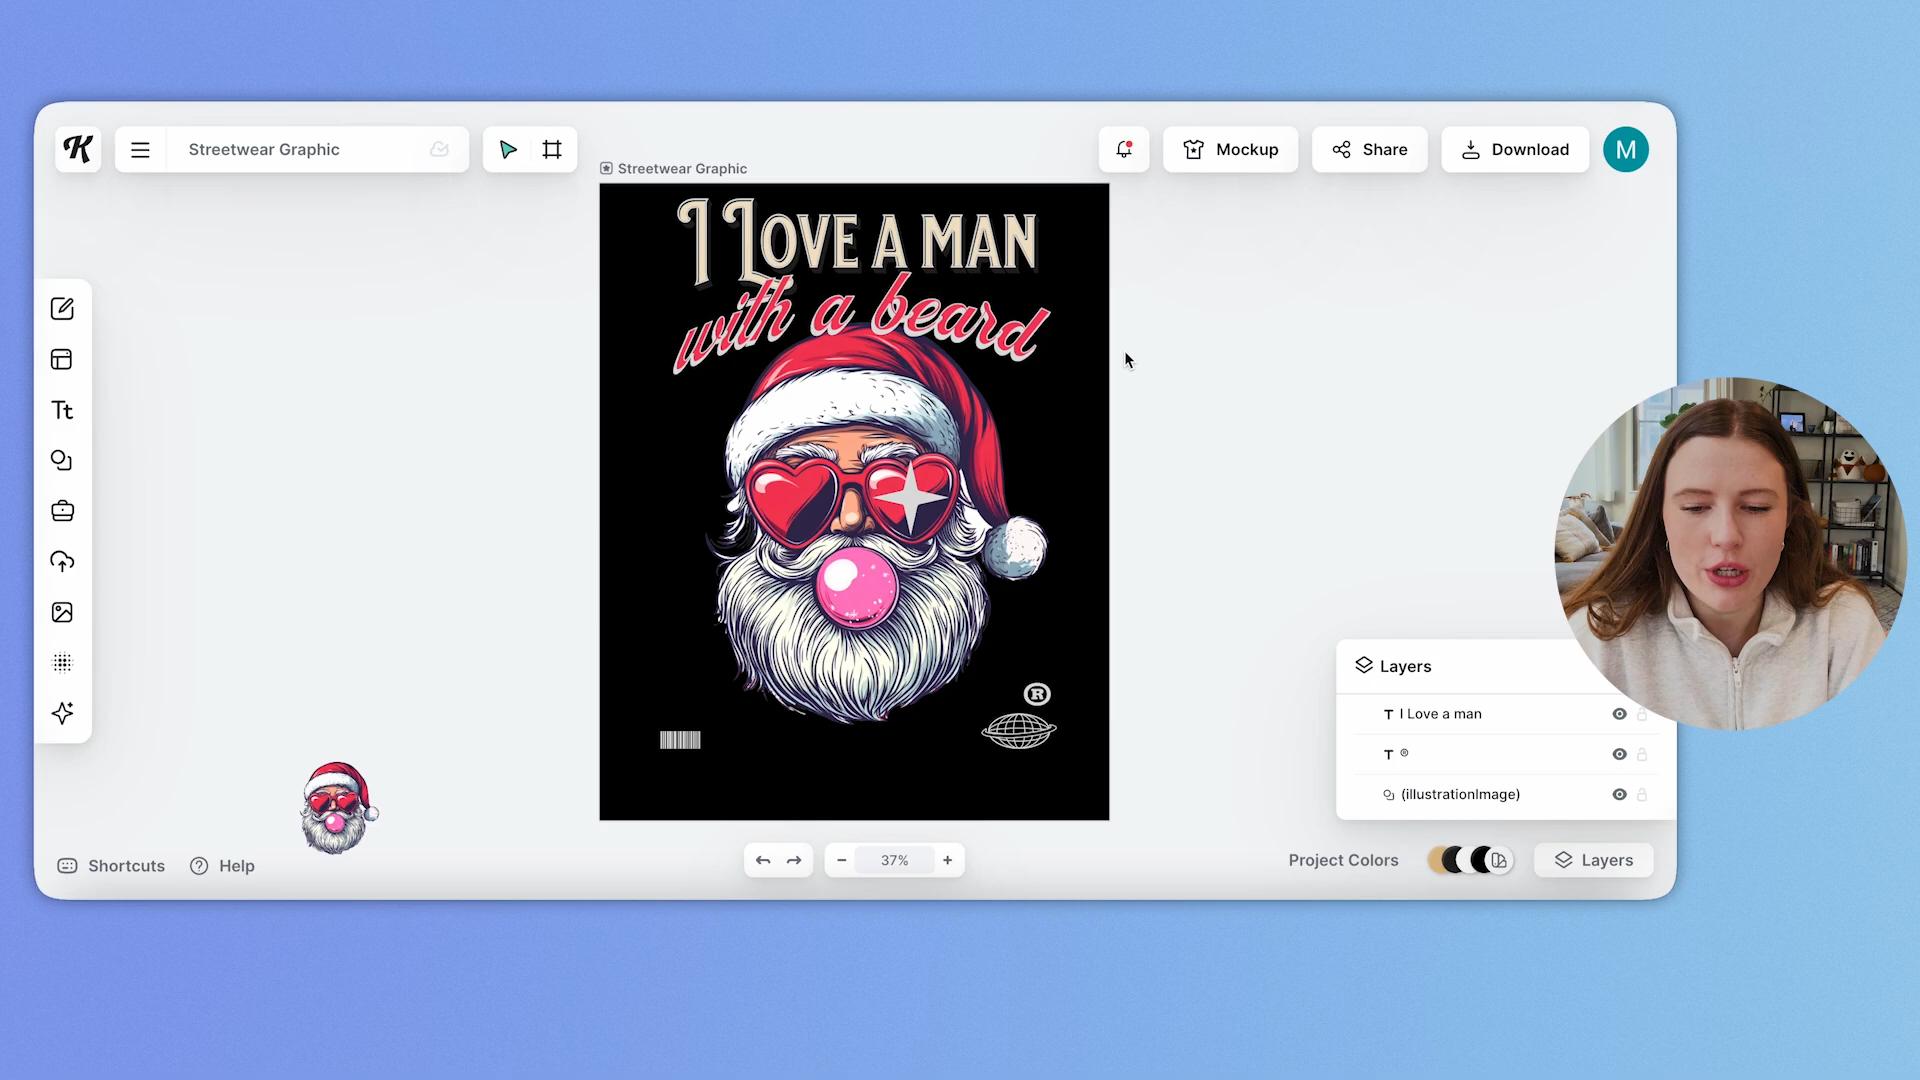 K
Streetwear Graphic
Mockup
Share
Download
M
Streetwear Graphic
I LOVE A MAN
with a beard
®
Tt
Layers
T I Love a man
T ®
(illustrationImage)
Shortcuts
Help
37%
Project Colors
Layers